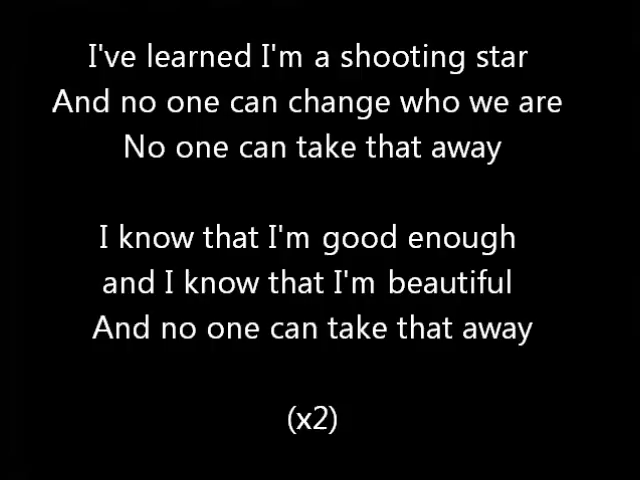 I've learned I'm a shooting star
And no one can change who we are
No one can take that away
I know that I'm good enough
and I know that I'm beautiful
And no one can take that away
(x2)